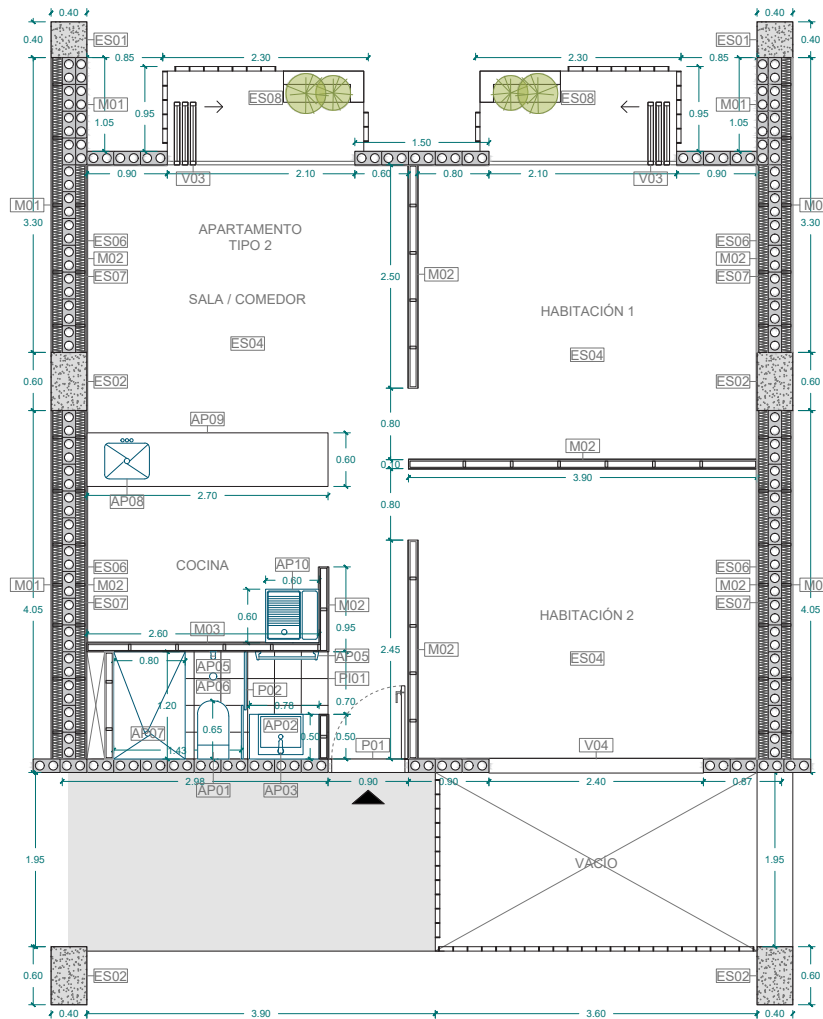 0.40
0.40
0.40
0.40
ES01
ES01
0.85
2.30
2.30
0.85
ES08
ES08
M01
M01
0.95
0.95
1.05
1.05
1.50
0.90
2.10
0.60
0.80
2.10
0.90
V03
V03
M01
3.30
3.30
APARTAMENTO
TIPO 2
ES06
ES06
M02
M02
ES07
ES07
M02
2.50
SALA / COMEDOR
HABITACIÓN 1
ES04
ES04
0.60
ES02
ES02
0.60
0.80
AP09
M02
0.60
0.10
AP08
2.70
3.90
0.80
COCINA
AP10
ES06
ES06
0.60
M01
M02
M02
4.05
4.05
ES07
ES07
M02
0.60
0.95
HABITACIÓN 2
M03
2.60
2.45
M02
ES04
0.80
AP05
AP05
AP06
P02
PI01
0.78
0.70
1.20
AP07
0.65
AP02
0.50
0.50
1.43
P01
V04
2.98
0.90
0.90
2.40
0.87
AP01
AP03
1.95
VACIO
1.95
0.60
ES02
ES02
0.60
0.40
3.90
3.60
0.40